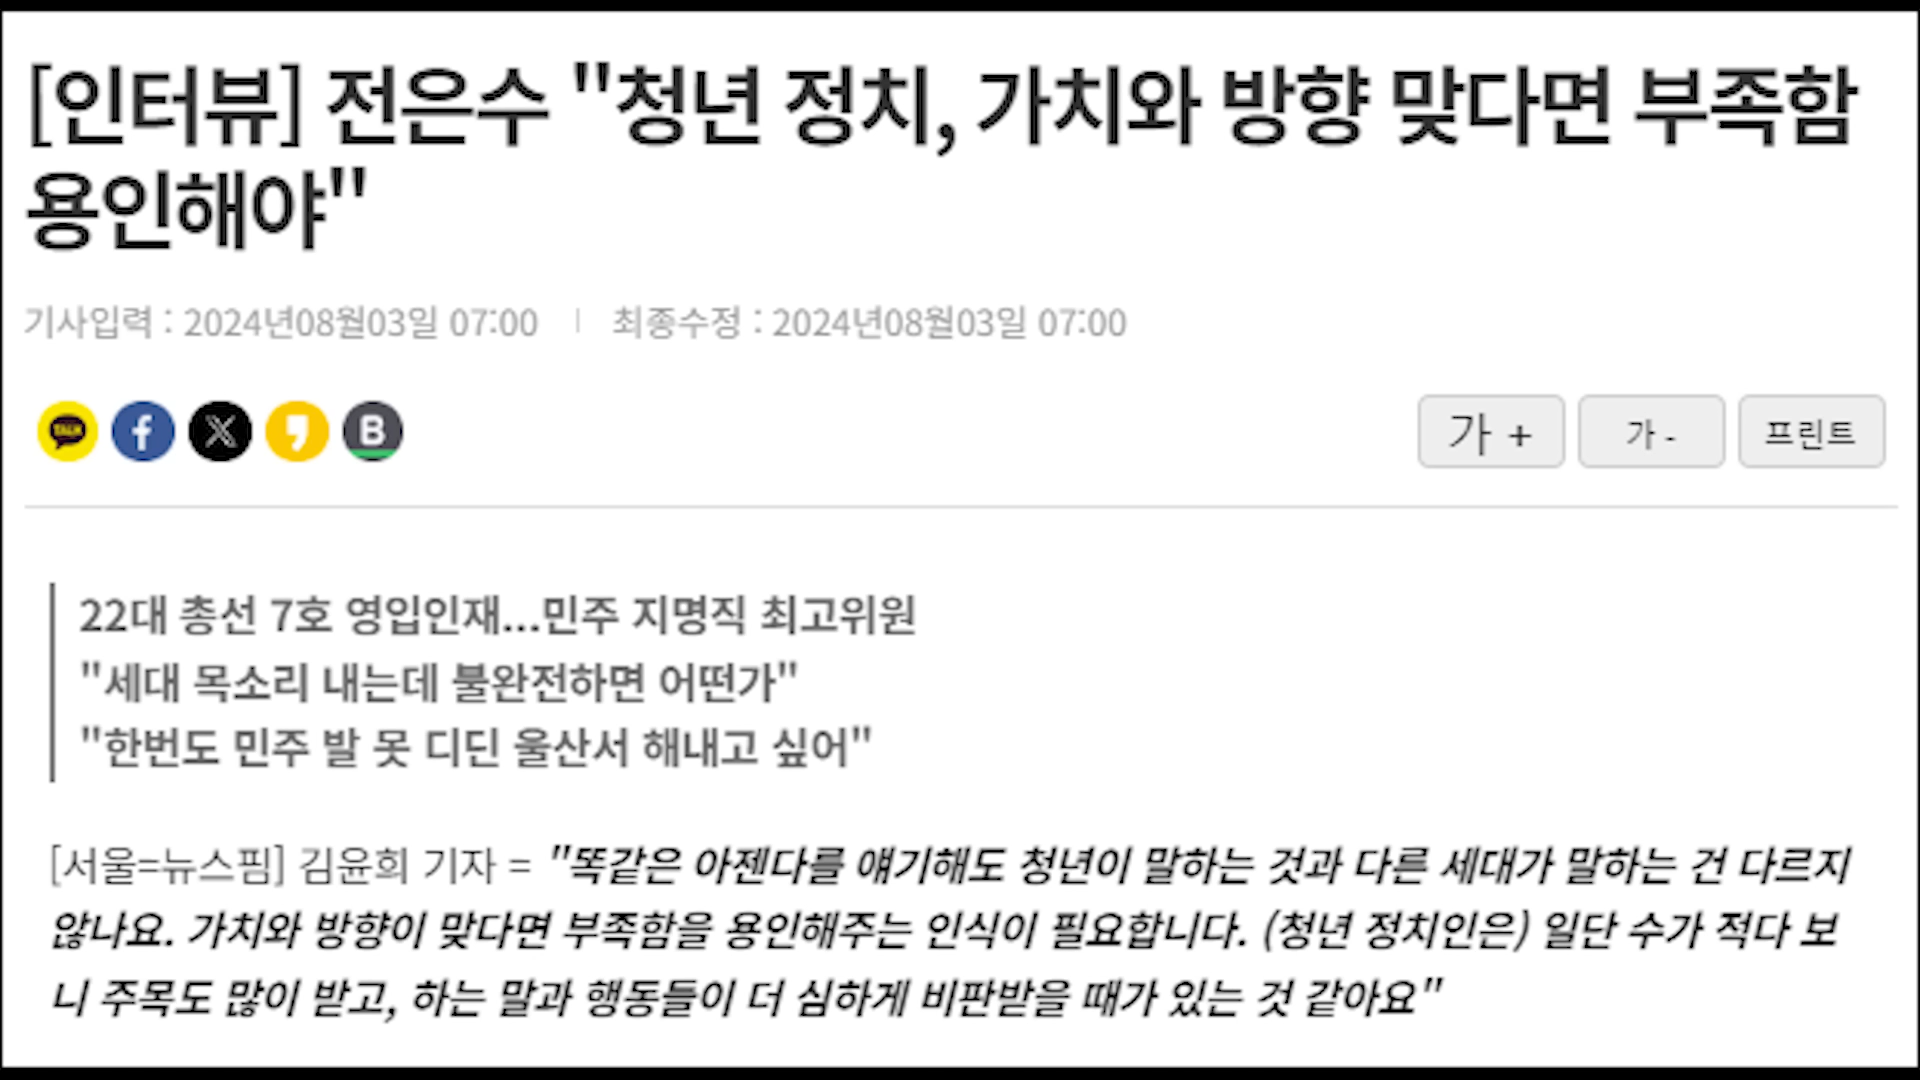 [인터뷰] 전은수 "청년 정치, 가치와 방향 맞다면 부족함
용인해야"
기사입력 : 2024년08월03일 07:00 | 최종수정 : 2024년08월03일 07:00
TALK f X B
가 + 가 - 프린트
22대 총선 7호 영입인재...민주 지명직 최고위원
"세대 목소리 내는데 불완전하면 어떤가"
"한번도 민주 발 못 디딘 울산서 해내고 싶어"
[서울=뉴스핌] 김윤희 기자 = "똑같은 아젠다를 얘기해도 청년이 말하는 것과 다른 세대가 말하는 건 다르지
않나요. 가치와 방향이 맞다면 부족함을 용인해주는 인식이 필요합니다. (청년 정치인은) 일단 수가 적다 보
니 주목도 많이 받고, 하는 말과 행동들이 더 심하게 비판받을 때가 있는 것 같아요"